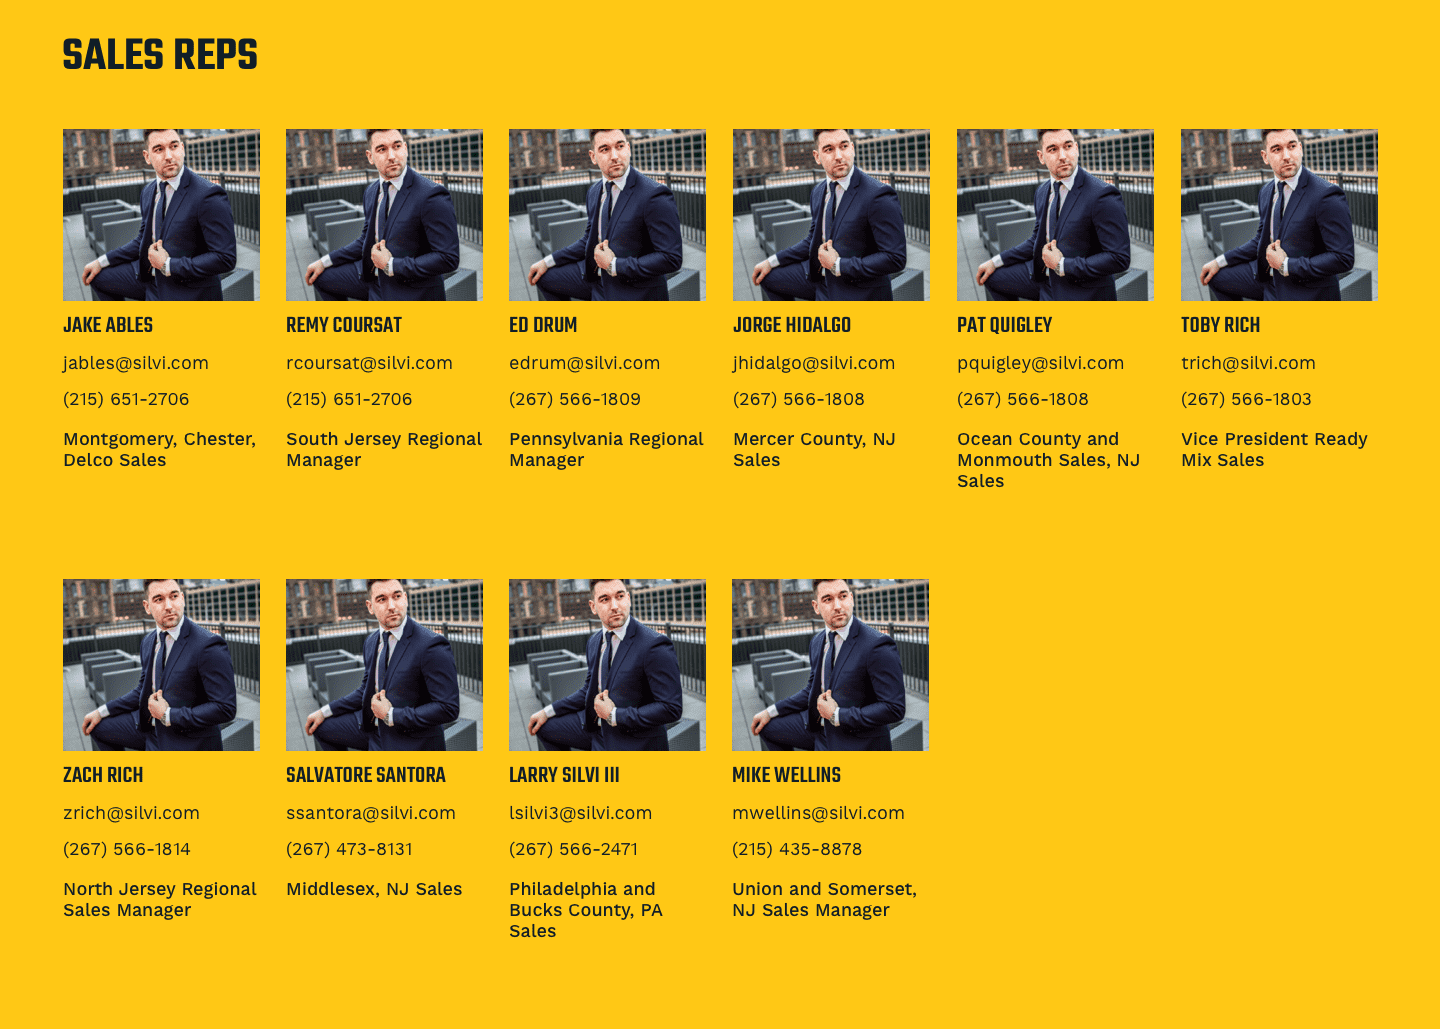 SALES REPS
JAKE ABLES
jables@silvi.com
(215) 651-2706
Montgomery, Chester,
Delco Sales
REMY COURSAT
rcoursat@silvi.com
(215) 651-2706
South Jersey Regional
Manager
ED DRUM
edrum@silvi.com
(267) 566-1809
Pennsylvania Regional
Manager
JORGE HIDALGO
jhidalgo@silvi.com
(267) 566-1808
Mercer County, NJ
Sales
PAT QUIGLEY
pquigley@silvi.com
(267) 566-1808
Ocean County and
Monmouth Sales, NJ
Sales
TOBY RICH
trich@silvi.com
(267) 566-1803
Vice President Ready
Mix Sales
ZACH RICH
zrich@silvi.com
(267) 566-1814
North Jersey Regional
Sales Manager
SALVATORE SANTORA
ssantora@silvi.com
(267) 473-8131
Middlesex, NJ Sales
LARRY SILVI III
lsilvi3@silvi.com
(267) 566-2471
Philadelphia and
Bucks County, PA
Sales
MIKE WELLINS
mwellins@silvi.com
(215) 435-8878
Union and Somerset,
NJ Sales Manager